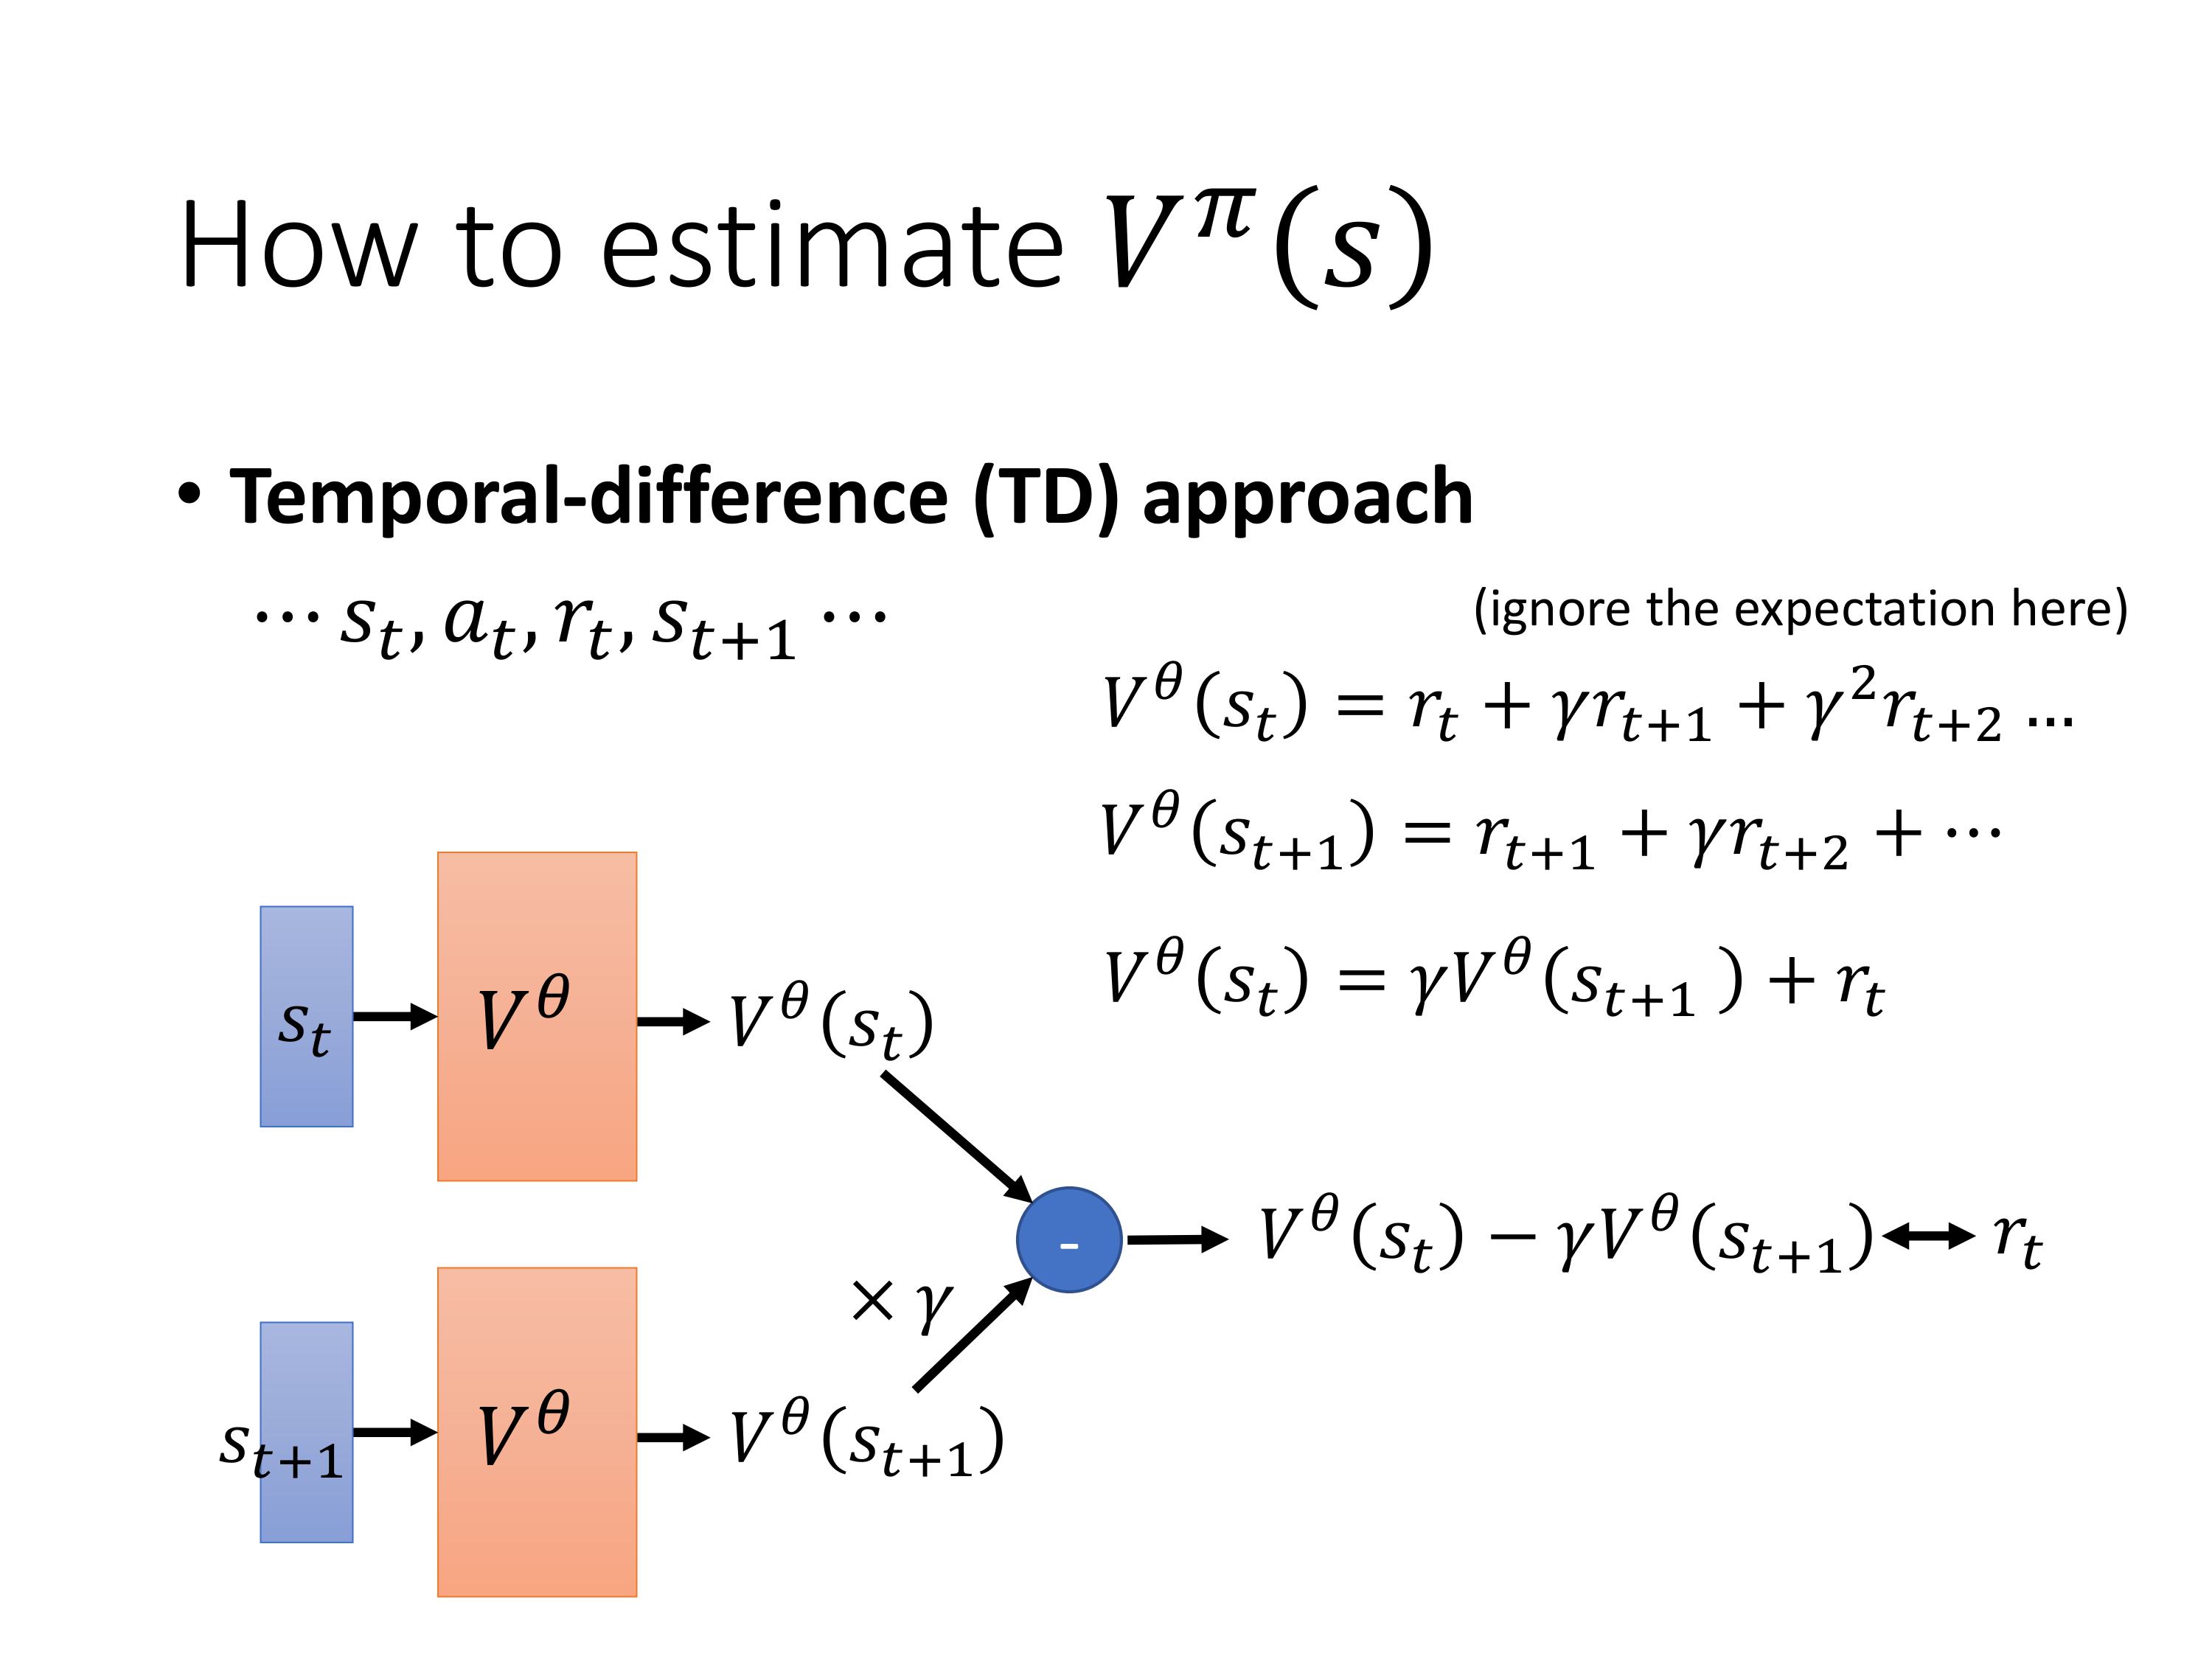 How to estimate $V^{\pi}(s)$
• Temporal-difference (TD) approach
$\cdots s_t, a_t, r_t, s_{t+1} \cdots$
(ignore the expectation here)
$V^{\theta}(s_t) = r_t + \gamma r_{t+1} + \gamma^2 r_{t+2} \ldots$
$V^{\theta}(s_{t+1}) = r_{t+1} + \gamma r_{t+2} + \cdots$
$V^{\theta}(s_t) = \gamma V^{\theta}(s_{t+1}) + r_t$
$s_t$
$V^{\theta}$
$V^{\theta}(s_t)$
-
$V^{\theta}(s_t) - \gamma V^{\theta}(s_{t+1})$ ↔ $r_t$
$\times \gamma$
$s_{t+1}$
$V^{\theta}$
$V^{\theta}(s_{t+1})$